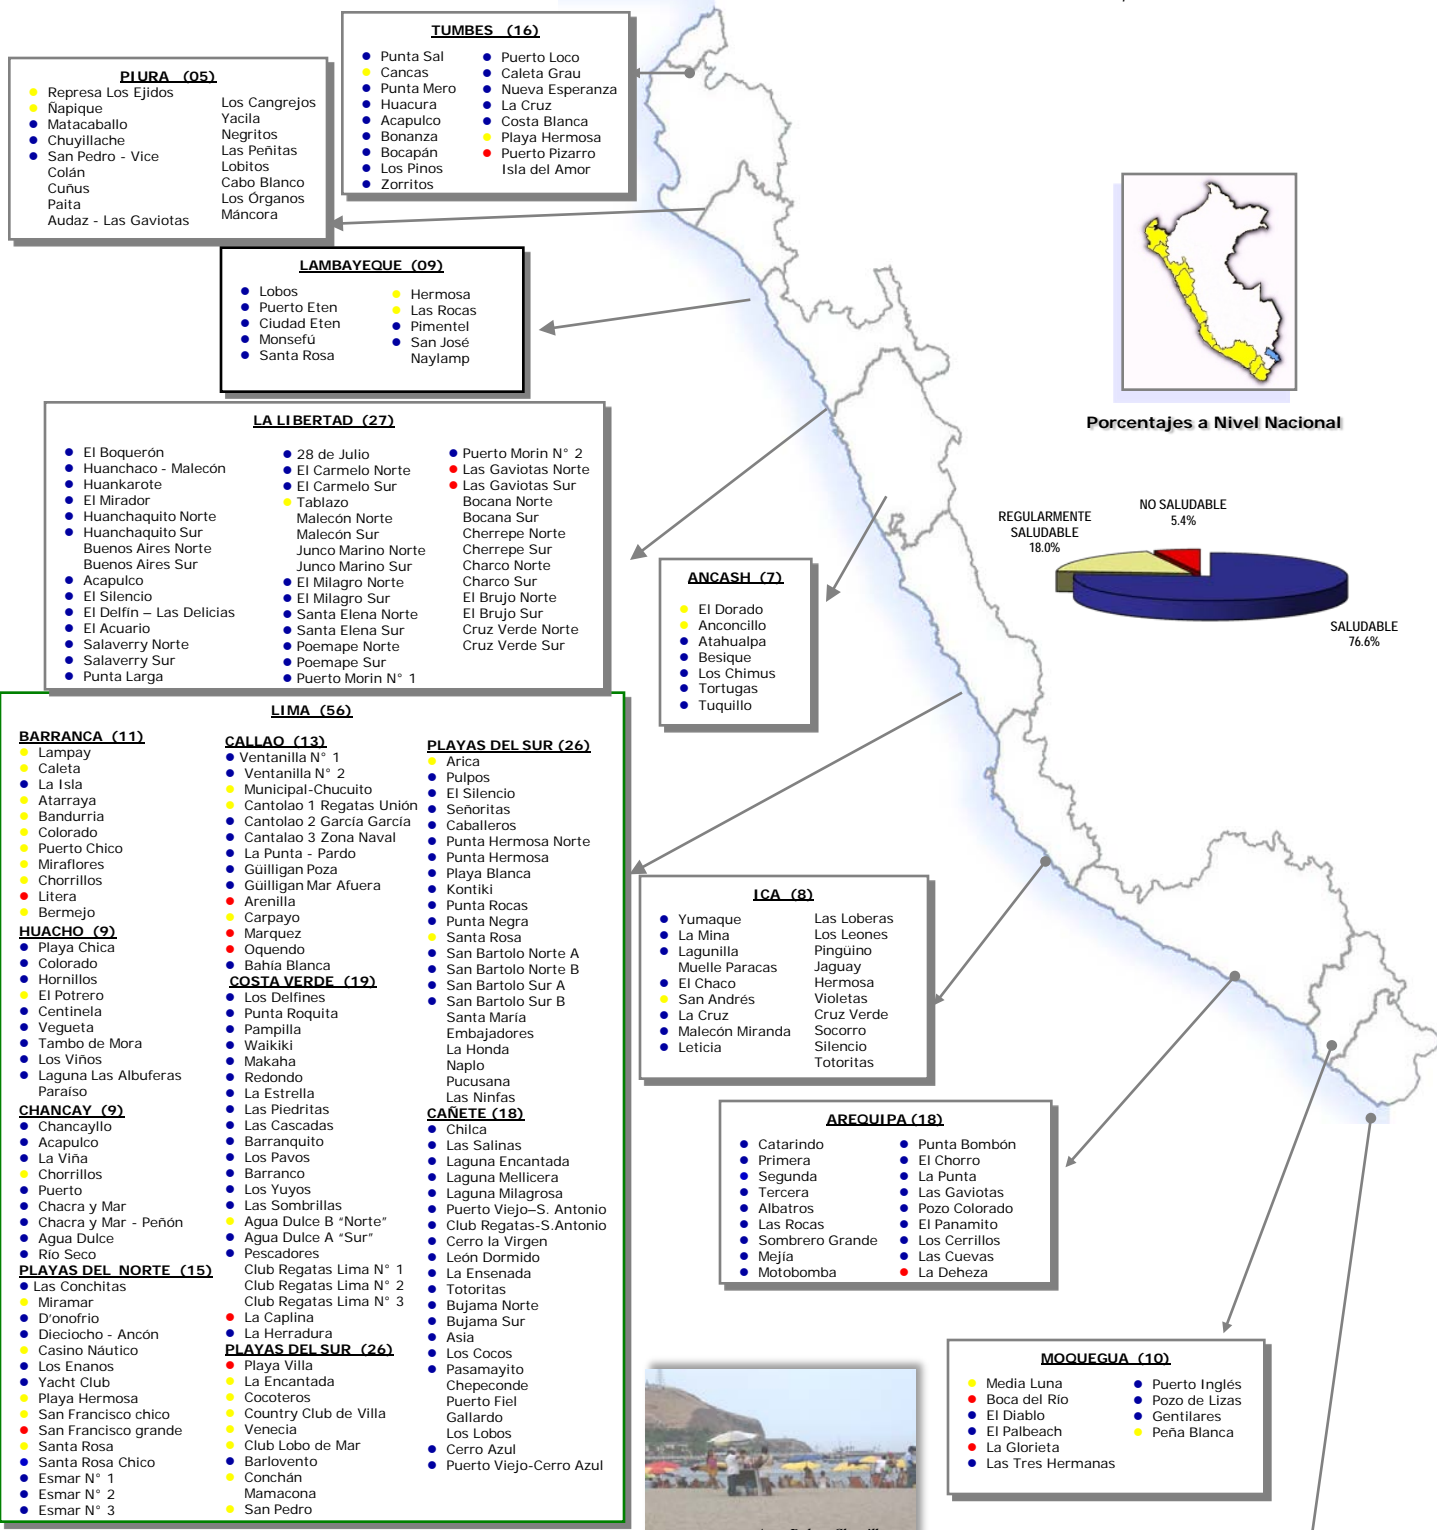 TUMBES (16)
Punta Sal
Cancas
Punta Mero
Huacura
Acapulco
Bonanza
Bocapán
Los Pinos
Zorritos
Puerto Loco
Caleta Grau
Nueva Esperanza
La Cruz
Costa Blanca
Playa Hermosa
Puerto Pizarro
Isla del Amor
PIURA (05)
Represa Los Ejidos
Ñapique
Matacaballo
Chuyillache
San Pedro - Vice
Colán
Cuñus
Paita
Audaz - Las Gaviotas
Los Cangrejos
Yacila
Negritos
Las Peñitas
Lobitos
Cabo Blanco
Los Órganos
Máncora
LAMBAYEQUE (09)
Lobos
Puerto Eten
Ciudad Eten
Monsefú
Santa Rosa
Hermosa
Las Rocas
Pimentel
San José
Naylamp
LA LIBERTAD (27)
El Boquerón
Huanchaco - Malecón
Huankarote
El Mirador
Huanchaquito Norte
Huanchaquito Sur
Buenos Aires Norte
Buenos Aires Sur
Acapulco
El Silencio
El Delfín – Las Delicias
El Acuario
Salaverry Norte
Salaverry Sur
Punta Larga
28 de Julio
El Carmelo Norte
El Carmelo Sur
Tablazo
Malecón Norte
Malecón Sur
Junco Marino Norte
Junco Marino Sur
El Milagro Norte
El Milagro Sur
Santa Elena Norte
Santa Elena Sur
Poemape Norte
Poemape Sur
Puerto Morin N° 1
Puerto Morin N° 2
Las Gaviotas Norte
Las Gaviotas Sur
Bocana Norte
Bocana Sur
Cherrepe Norte
Cherrepe Sur
Charco Norte
Charco Sur
El Brujo Norte
El Brujo Sur
Cruz Verde Norte
Cruz Verde Sur
Porcentajes a Nivel Nacional
REGULARMENTE
SALUDABLE
18.0%
NO SALUDABLE
5.4%
SALUDABLE
76.6%
ANCASH (7)
El Dorado
Anconcillo
Atahualpa
Besique
Los Chimus
Tortugas
Tuquillo
LIMA (56)
BARRANCA (11)
Lampay
Caleta
La Isla
Atarraya
Bandurria
Colorado
Puerto Chico
Miraflores
Chorrillos
Litera
Bermejo
HUACHO (9)
Playa Chica
Colorado
Hornillos
El Potrero
Centinela
Vegueta
Tambo de Mora
Los Viños
Laguna Las Albuferas
Paraíso
CHANCAY (9)
Chancayllo
Acapulco
La Viña
Chorrillos
Puerto
Chacra y Mar
Chacra y Mar - Peñón
Agua Dulce
Río Seco
PLAYAS DEL NORTE (15)
Las Conchitas
Miramar
D'onofrio
Dieciocho - Ancón
Casino Náutico
Los Enanos
Yacht Club
Playa Hermosa
San Francisco chico
San Francisco grande
Santa Rosa
Santa Rosa Chico
Esmar N° 1
Esmar N° 2
Esmar N° 3
CALLAO (13)
Ventanilla N° 1
Ventanilla N° 2
Municipal-Chucuito
Cantolao 1 Regatas Unión
Cantolao 2 García García
Cantalao 3 Zona Naval
La Punta - Pardo
Güilligan Poza
Güilligan Mar Afuera
Arenilla
Carpayo
Marquez
Oquendo
Bahía Blanca
COSTA VERDE (19)
Los Delfines
Punta Roquita
Pampilla
Waikiki
Makaha
Redondo
La Estrella
Las Piedritas
Las Cascadas
Barranquito
Los Pavos
Barranco
Los Yuyos
Las Sombrillas
Agua Dulce B "Norte"
Agua Dulce A "Sur"
Pescadores
Club Regatas Lima N° 1
Club Regatas Lima N° 2
Club Regatas Lima N° 3
La Caplina
La Herradura
PLAYAS DEL SUR (26)
Playa Villa
La Encantada
Cocoteros
Country Club de Villa
Venecia
Club Lobo de Mar
Barlovento
Conchán
Mamacona
San Pedro
PLAYAS DEL SUR (26)
Arica
Pulpos
El Silencio
Señoritas
Caballeros
Punta Hermosa Norte
Punta Hermosa
Playa Blanca
Kontiki
Punta Rocas
Punta Negra
Santa Rosa
San Bartolo Norte A
San Bartolo Norte B
San Bartolo Sur A
San Bartolo Sur B
Santa María
Embajadores
La Honda
Naplo
Pucusana
Las Ninfas
CAÑETE (18)
Chilca
Las Salinas
Laguna Encantada
Laguna Mellicera
Laguna Milagrosa
Puerto Viejo–S. Antonio
Club Regatas-S.Antonio
Cerro la Virgen
León Dormido
La Ensenada
Totoritas
Bujama Norte
Bujama Sur
Asia
Los Cocos
Pasamayito
Chepeconde
Puerto Fiel
Gallardo
Los Lobos
Cerro Azul
Puerto Viejo-Cerro Azul
ICA (8)
Yumaque
La Mina
Lagunilla
Muelle Paracas
El Chaco
San Andrés
La Cruz
Malecón Miranda
Leticia
Las Loberas
Los Leones
Pingüino
Jaguay
Hermosa
Violetas
Cruz Verde
Socorro
Silencio
Totoritas
AREQUIPA (18)
Catarindo
Primera
Segunda
Tercera
Albatros
Las Rocas
Sombrero Grande
Mejía
Motobomba
Punta Bombón
El Chorro
La Punta
Las Gaviotas
Pozo Colorado
El Panamito
Los Cerrillos
Las Cuevas
La Deheza
MOQUEGUA (10)
Media Luna
Boca del Río
El Diablo
El Palbeach
La Glorieta
Las Tres Hermanas
Puerto Inglés
Pozo de Lizas
Gentilares
Peña Blanca